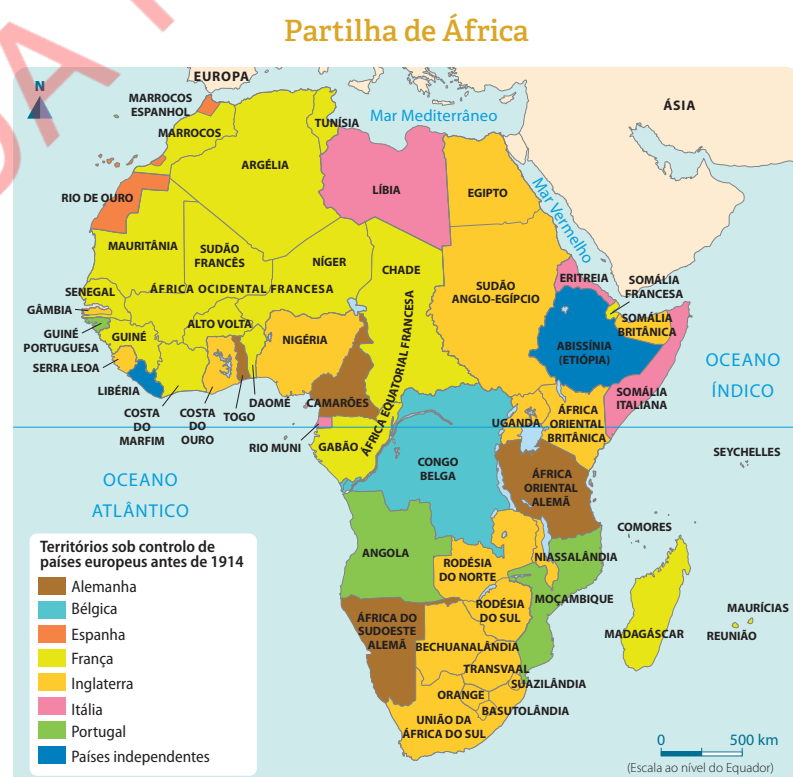 Partilha de África
EUROPA
N
MARROCOS
ESPANHOL
MARROCOS
TUNÍSIA
Mar Mediterrâneo
ÁSIA
ARGÉLIA
LÍBIA
EGIPTO
RIO DE OURO
Mar Vermelho
MAURITÂNIA
SUDÃO
FRANCÊS
NÍGER
CHADE
SUDÃO
ANGLO-EGÍPCIO
ERITREIA
SOMÁLIA
FRANCESA
SENEGAL
ÁFRICA OCIDENTAL FRANCESA
GÂMBIA
GUINÉ
PORTUGUESA
GUINÉ
ALTO VOLTA
NIGÉRIA
ÁFRICA EQUATORIAL FRANCESA
SOMÁLIA
BRITÂNICA
ABISSÍNIA
(ETIÓPIA)
SERRA LEOA
LIBÉRIA
COSTA
DO
MARFIM
COSTA
DO
OURO
TOGO
DAOMÉ
CAMARÕES
SOMÁLIA
ITALIANA
OCEANO
ÍNDICO
UGANDA
ÁFRICA
ORIENTAL
BRITÂNICA
RIO MUNI
GABÃO
CONGO
BELGA
SEYCHELLES
OCEANO
ATLÂNTICO
ÁFRICA
ORIENTAL
ALEMÃ
COMORES
ANGOLA
NIASSALÂNDIA
RODÉSIA
DO NORTE
MOÇAMBIQUE
RODÉSIA
DO SUL
ÁFRICA DO
SUDOESTE
ALEMÃ
MADAGÁSCAR
MAURÍCIAS
REUNIÃO
BECHUANALÂNDIA
TRANSVAAL
SUAZILÂNDIA
ORANGE
BASUTOLÂNDIA
UNIÃO DA
ÁFRICA DO SUL
Territórios sob controlo de
países europeus antes de 1914
Alemanha
Bélgica
Espanha
França
Inglaterra
Itália
Portugal
Países independentes
0 500 km
(Escala ao nível do Equador)